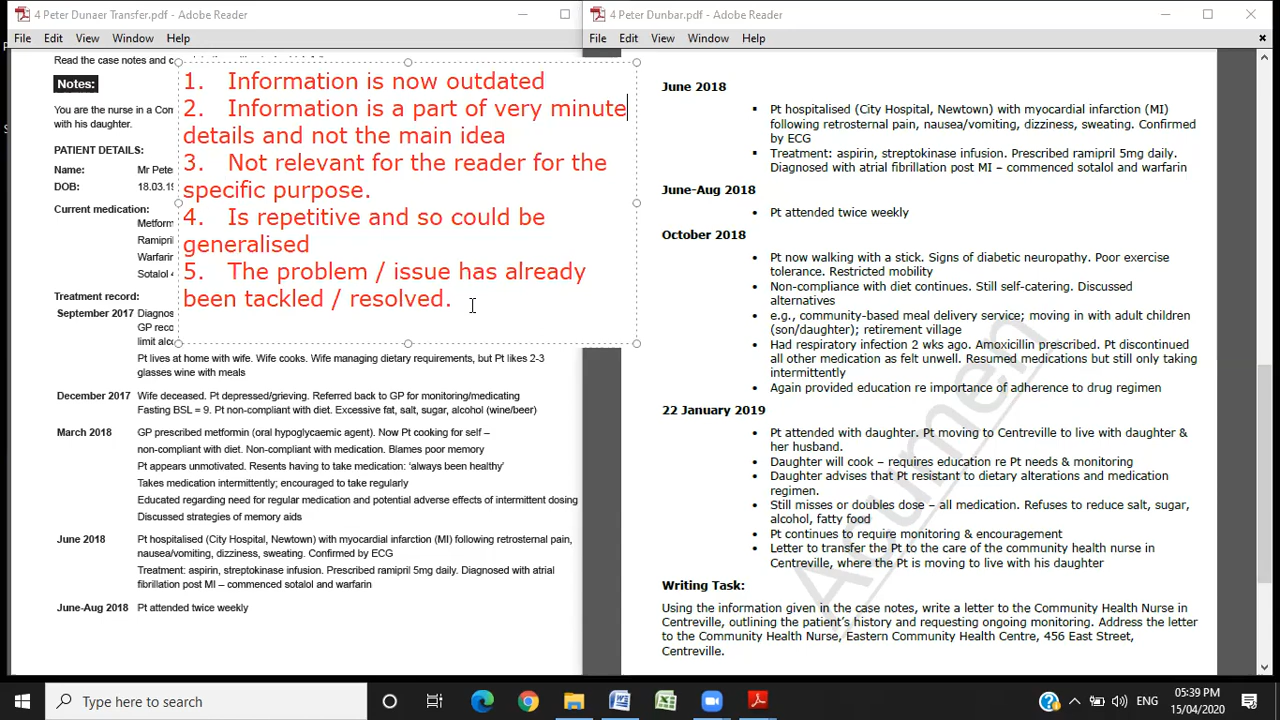 4 Peter Dunaer Transfer.pdf - Adobe Reader
File Edit View Window Help
Read the case notes and c
Notes:
You are the nurse in a Com
with his daughter.
PATIENT DETAILS:
Name: Mr Pete
DOB: 18.03.19
Current medication:
Metform
Ramipril
Warfarin
Sotalol 4
Treatment record:
September 2017 Diagnos
GP reco
limit alco
Pt lives at home with wife. Wife cooks. Wife managing dietary requirements, but Pt likes 2-3
glasses wine with meals
December 2017 Wife deceased. Pt depressed/grieving. Referred back to GP for monitoring/medicating
Fasting BSL = 9. Pt non-compliant with diet. Excessive fat, salt, sugar, alcohol (wine/beer)
March 2018 GP prescribed metformin (oral hypoglycaemic agent). Now Pt cooking for self –
non-compliant with diet. Non-compliant with medication. Blames poor memory
Pt appears unmotivated. Resents having to take medication: 'always been healthy'
Takes medication intermittently; encouraged to take regularly
Educated regarding need for regular medication and potential adverse effects of intermittent dosing
Discussed strategies of memory aids
June 2018 Pt hospitalised (City Hospital, Newtown) with myocardial infarction (MI) following retrosternal pain,
nausea/vomiting, dizziness, sweating. Confirmed by ECG
Treatment: aspirin, streptokinase infusion. Prescribed ramipril 5mg daily. Diagnosed with atrial
fibrillation post MI – commenced sotalol and warfarin
June-Aug 2018 Pt attended twice weekly
1. Information is now outdated
2. Information is a part of very minute
details and not the main idea
3. Not relevant for the reader for the
specific purpose.
4. Is repetitive and so could be
generalised
5. The problem / issue has already
been tackled / resolved.
4 Peter Dunbar.pdf - Adobe Reader
File Edit View Window Help
June 2018
▪ Pt hospitalised (City Hospital, Newtown) with myocardial infarction (MI)
following retrosternal pain, nausea/vomiting, dizziness, sweating. Confirmed
by ECG
▪ Treatment: aspirin, streptokinase infusion. Prescribed ramipril 5mg daily.
Diagnosed with atrial fibrillation post MI – commenced sotalol and warfarin
June-Aug 2018
• Pt attended twice weekly
October 2018
• Pt now walking with a stick. Signs of diabetic neuropathy. Poor exercise
tolerance. Restricted mobility
• Non-compliance with diet continues. Still self-catering. Discussed
alternatives
• e.g., community-based meal delivery service; moving in with adult children
(son/daughter); retirement village
• Had respiratory infection 2 wks ago. Amoxicillin prescribed. Pt discontinued
all other medication as felt unwell. Resumed medications but still only taking
intermittently
• Again provided education re importance of adherence to drug regimen
22 January 2019
• Pt attended with daughter. Pt moving to Centreville to live with daughter &
her husband.
• Daughter will cook – requires education re Pt needs & monitoring
• Daughter advises that Pt resistant to dietary alterations and medication
regimen.
• Still misses or doubles dose – all medication. Refuses to reduce salt, sugar,
alcohol, fatty food
• Pt continues to require monitoring & encouragement
• Letter to transfer the Pt to the care of the community health nurse in
Centreville, where the Pt is moving to live with his daughter
Writing Task:
Using the information given in the case notes, write a letter to the Community Health Nurse in
Centreville, outlining the patient's history and requesting ongoing monitoring. Address the letter
to the Community Health Nurse, Eastern Community Health Centre, 456 East Street,
Centreville.
Acumen
Type here to search
ENG
05:39 PM
15/04/2020